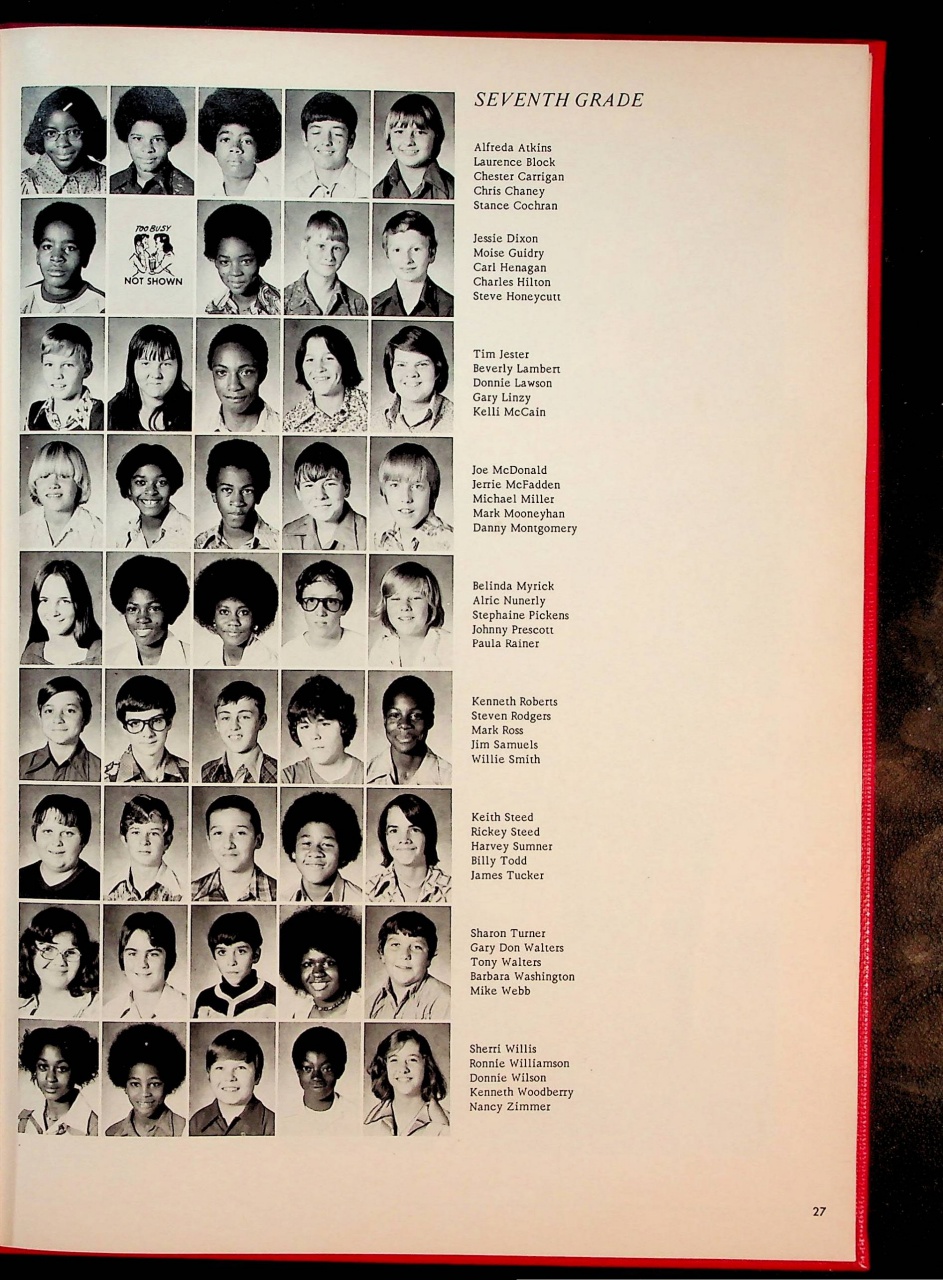 SEVENTH GRADE
Alfreda Atkins
Laurence Block
Chester Carrigan
Chris Chaney
Stance Cochran
TOO BUSY
NOT SHOWN
Jessie Dixon
Moise Guidry
Carl Henagan
Charles Hilton
Steve Honeycutt
Tim Jester
Beverly Lambert
Donnie Lawson
Gary Linzy
Kelli McCain
Joe McDonald
Jerrie McFadden
Michael Miller
Mark Mooneyhan
Danny Montgomery
Belinda Myrick
Alric Nunerly
Stephaine Pickens
Johnny Prescott
Paula Rainer
Kenneth Roberts
Steven Rodgers
Mark Ross
Jim Samuels
Willie Smith
Keith Steed
Rickey Steed
Harvey Sumner
Billy Todd
James Tucker
Sharon Turner
Gary Don Walters
Tony Walters
Barbara Washington
Mike Webb
Sherri Willis
Ronnie Williamson
Donnie Wilson
Kenneth Woodberry
Nancy Zimmer
27